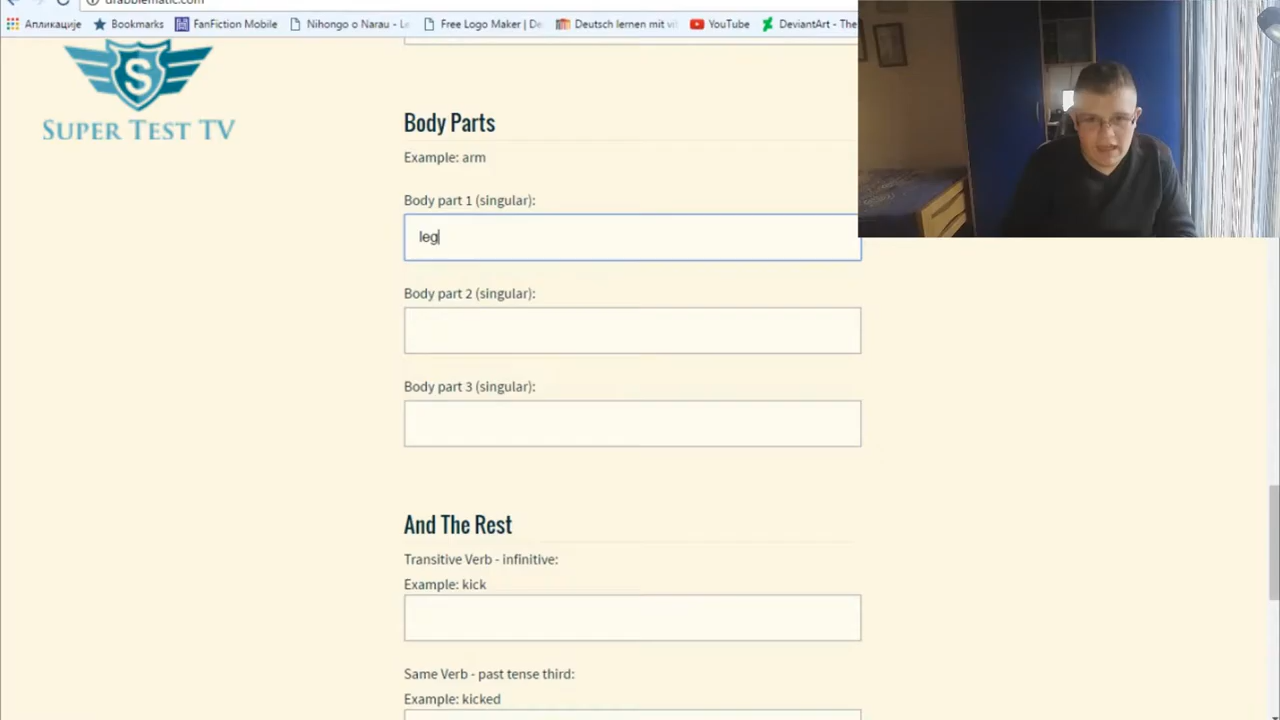 drabblematic.com
Апликације
Bookmarks
FanFiction Mobile
Nihongo o Narau - Le
Free Logo Maker | De
Deutsch lernen mit vi
YouTube
DeviantArt - The
S
SUPER TEST TV
Body Parts
Example: arm
Body part 1 (singular):
leg
Body part 2 (singular):
Body part 3 (singular):
And The Rest
Transitive Verb - infinitive:
Example: kick
Same Verb - past tense third:
Example: kicked